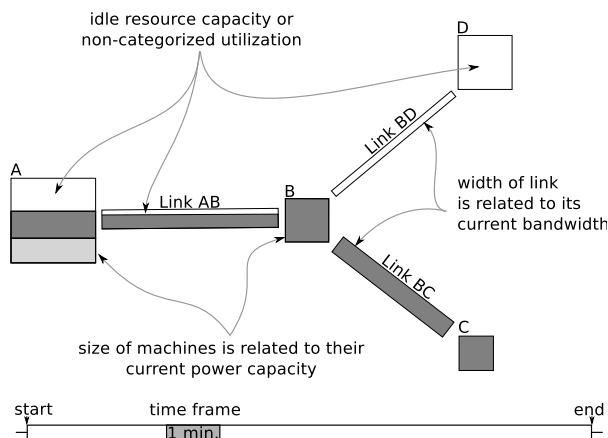 idle resource capacity or
non-categorized utilization
D
Link BD
A
Link AB
B
width of link
is related to its
current bandwidth
Link BC
C
size of machines is related to their
current power capacity
start
time frame
end
1 min.